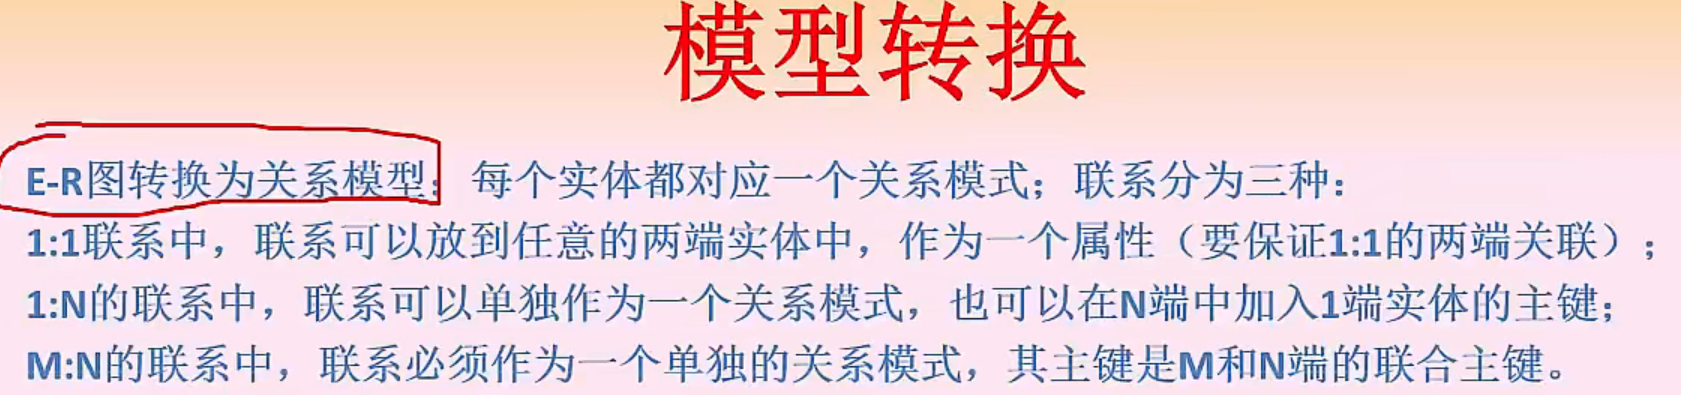 模型转换
E-R图转换为关系模型：每个实体都对应一个关系模式；联系分为三种：
1:1联系中，联系可以放到任意的两端实体中，作为一个属性（要保证1:1的两端关联）；
1:N的联系中，联系可以单独作为一个关系模式，也可以在N端中加入1端实体的主键；
M:N的联系中，联系必须作为一个单独的关系模式，其主键是M和N端的联合主键。